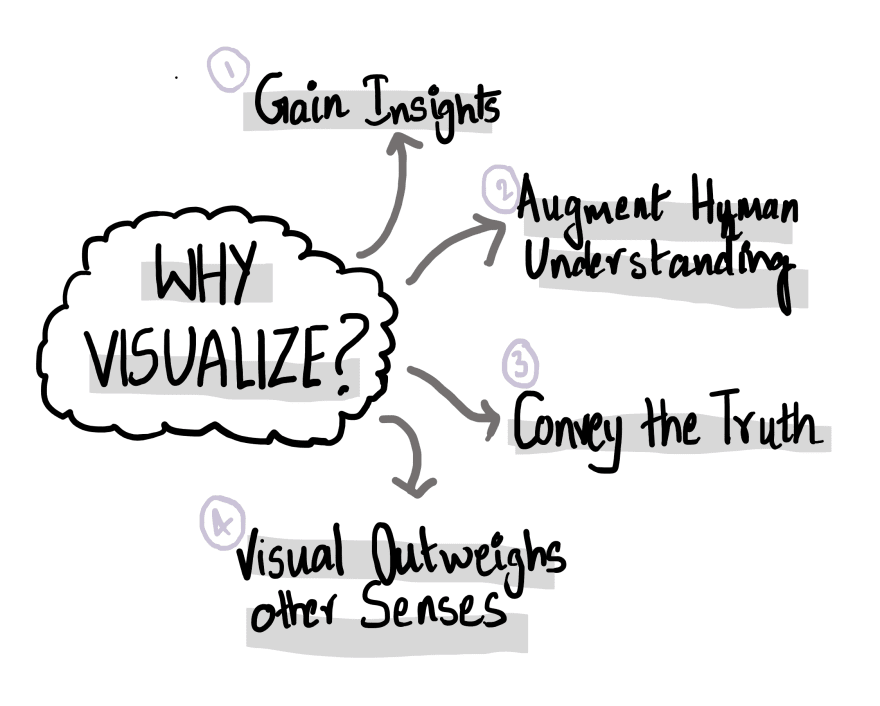 1
Gain Insights
2
Augment Human
Understanding
WHY
VISUALIZE?
3
Convey the Truth
4
Visual Outweighs
other Senses